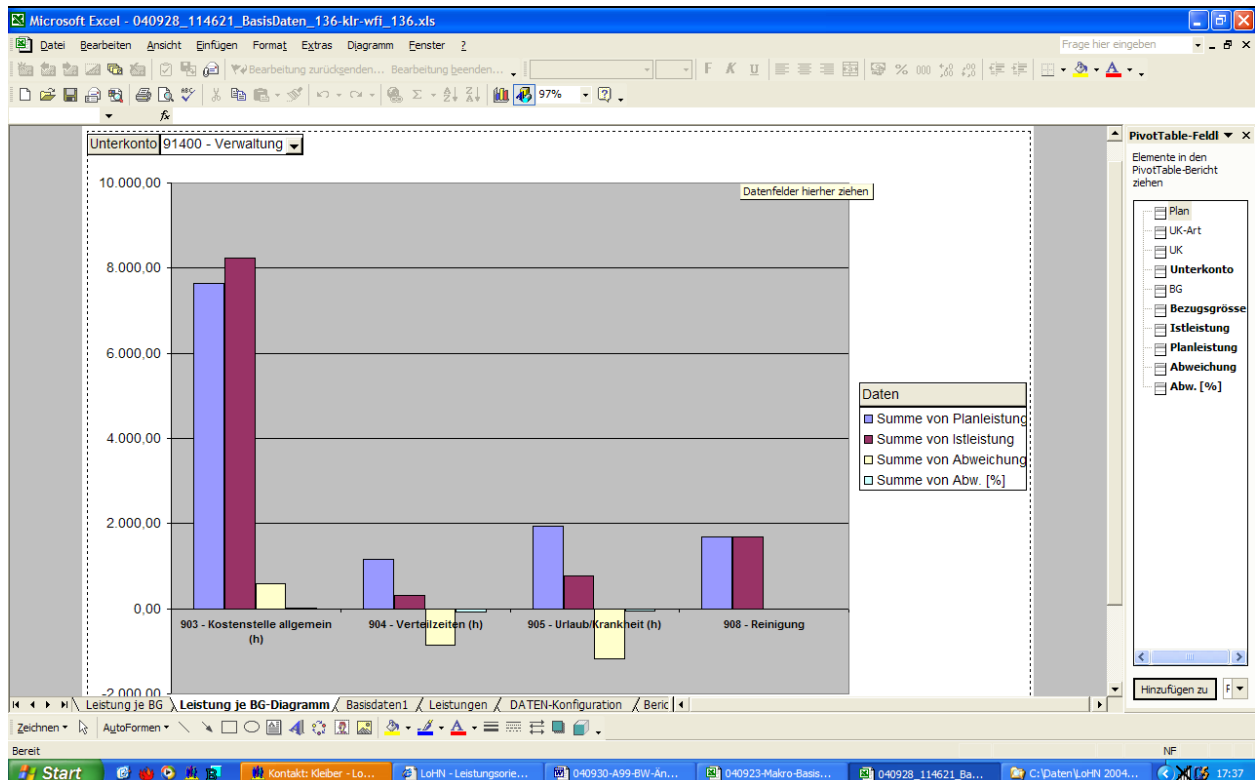 Microsoft Excel - 040928_114621_BasisDaten_136-klr-wfi_136.xls
Datei Bearbeiten Ansicht Einfügen Format Extras Diagramm Fenster ? Frage hier eingeben
Bearbeitung zurücksenden... Bearbeitung beenden... F K U % 000
97%
fx
Unterkonto 91400 - Verwaltung
Datenfelder hierher ziehen
10.000,00
8.000,00
6.000,00
4.000,00
2.000,00
0,00
-2.000,00
903 - Kostenstelle allgemein (h)
904 - Verteilzeiten (h)
905 - Urlaub/Krankheit (h)
908 - Reinigung
Daten
Summe von Planleistung
Summe von Istleistung
Summe von Abweichung
Summe von Abw. [%]
PivotTable-Feldl
Elemente in den
PivotTable-Bericht
ziehen
Plan
UK-Art
UK
Unterkonto
BG
Bezugsgrösse
Istleistung
Planleistung
Abweichung
Abw. [%]
Hinzufügen zu
Leistung je BG Leistung je BG-Diagramm Basisdaten1 Leistungen DATEN-Konfiguration Beric
Zeichnen AutoFormen
Bereit NF
Start Kontakt: Kleiber - Lo... LoHN - Leistungsorie... 040930-A99-BW-Än... 040923-Makro-Basis... 040928_114621_Ba... C:\Daten\LoHN 2004... 17:37